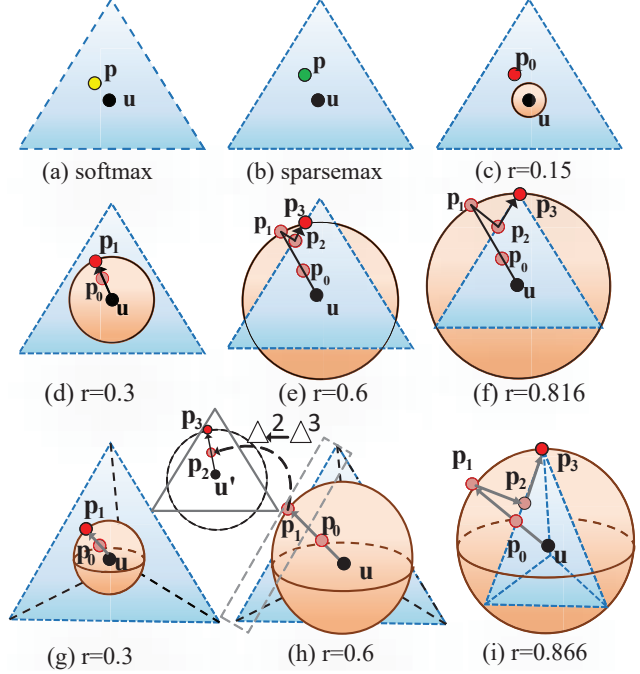 p
u
(a) softmax
p
u
(b) sparsemax
p₀
u
(c) r=0.15
p₁
p₀
u
(d) r=0.3
p₁
p₃
p₂
p₀
u
(e) r=0.6
p₃
p₂
p₀
u
(f) r=0.816
p₁
p₀
u
(g) r=0.3
p₃
p₂
u'
△² △³
p₁
p₀
u
(h) r=0.6
p₁
p₂
p₃
p₀
u
(i) r=0.866